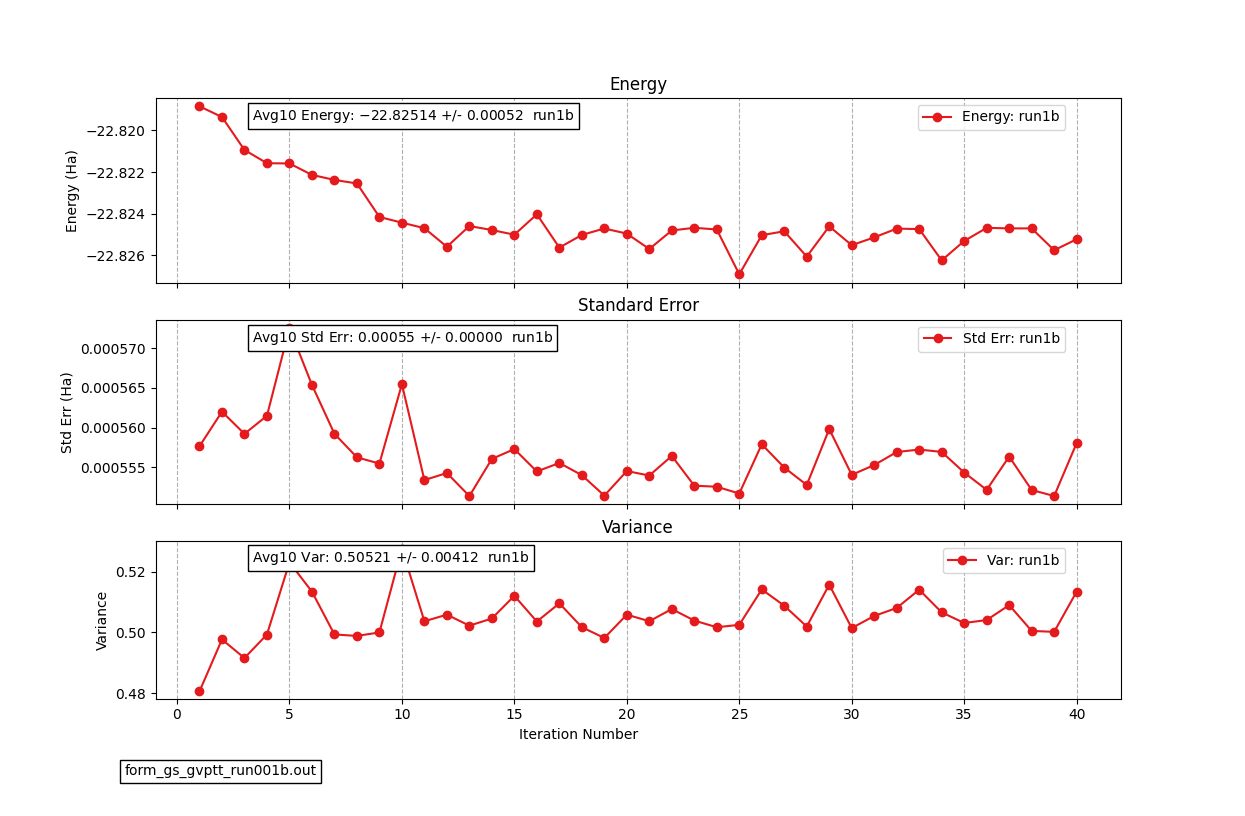 Energy
Avg10 Energy: −22.82514 +/- 0.00052  run1b
Energy: run1b
Energy (Ha)
−22.820
−22.822
−22.824
−22.826
Standard Error
Avg10 Std Err: 0.00055 +/- 0.00000  run1b
Std Err: run1b
Std Err (Ha)
0.000570
0.000565
0.000560
0.000555
Variance
Avg10 Var: 0.50521 +/- 0.00412  run1b
Var: run1b
Variance
0.52
0.50
0.48
0 5 10 15 20 25 30 35 40
Iteration Number
form_gs_gvptt_run001b.out